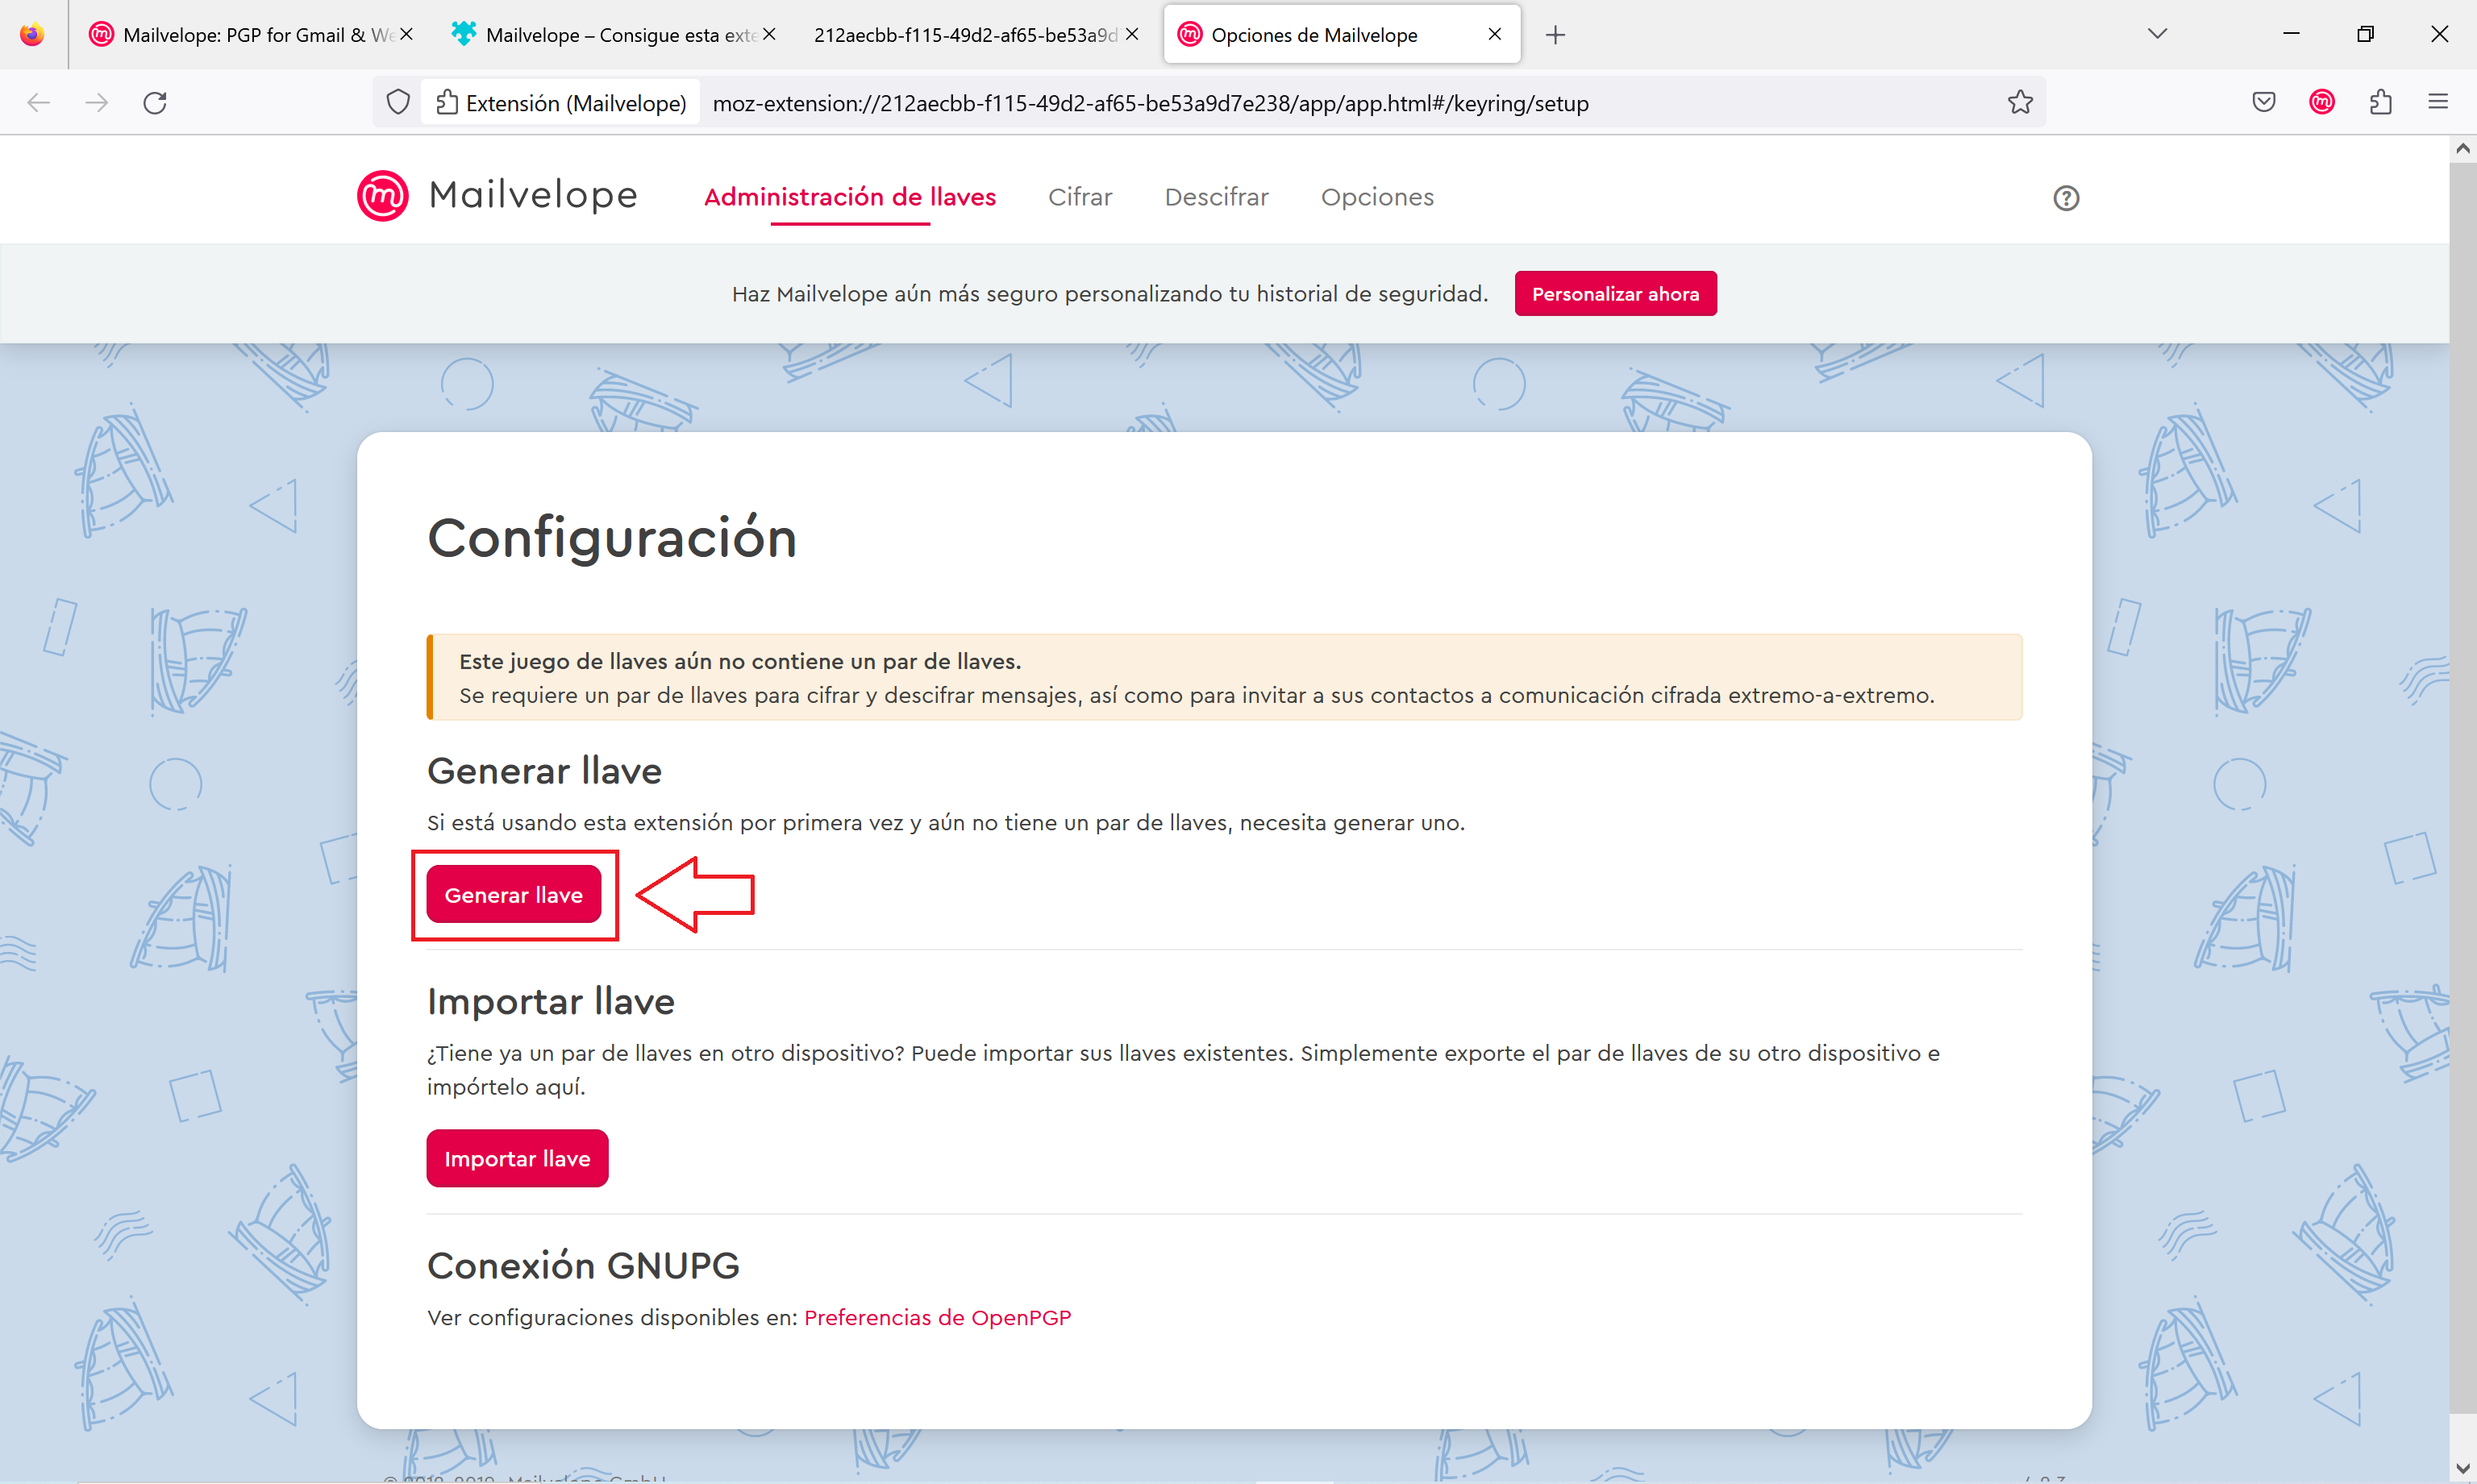 Mailvelope: PGP for Gmail & We
Mailvelope – Consigue esta exte
212aecbb-f115-49d2-af65-be53a9d
Opciones de Mailvelope
Extensión (Mailvelope)
moz-extension://212aecbb-f115-49d2-af65-be53a9d7e238/app/app.html#/keyring/setup
Mailvelope
Administración de llaves
Cifrar
Descifrar
Opciones
Haz Mailvelope aún más seguro personalizando tu historial de seguridad.
Personalizar ahora
Configuración
Este juego de llaves aún no contiene un par de llaves.
Se requiere un par de llaves para cifrar y descifrar mensajes, así como para invitar a sus contactos a comunicación cifrada extremo-a-extremo.
Generar llave
Si está usando esta extensión por primera vez y aún no tiene un par de llaves, necesita generar uno.
Generar llave
Importar llave
¿Tiene ya un par de llaves en otro dispositivo? Puede importar sus llaves existentes. Simplemente exporte el par de llaves de su otro dispositivo e
impórtelo aquí.
Importar llave
Conexión GNUPG
Ver configuraciones disponibles en: Preferencias de OpenPGP